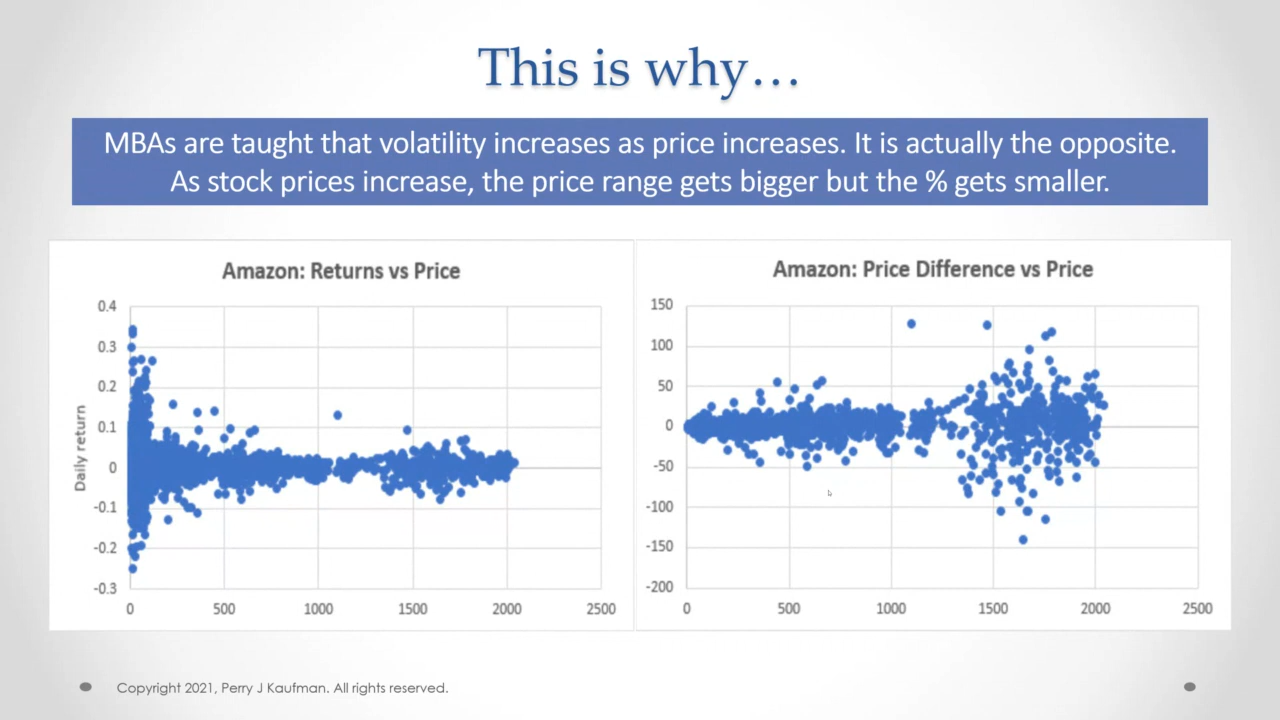 This is why…
MBAs are taught that volatility increases as price increases. It is actually the opposite.
As stock prices increase, the price range gets bigger but the % gets smaller.
Amazon: Returns vs Price
Daily return
0.4
0.3
0.2
0.1
0
-0.1
-0.2
-0.3
0 500 1000 1500 2000 2500
Amazon: Price Difference vs Price
150
100
50
0
-50
-100
-150
-200
0 500 1000 1500 2000 2500
Copyright 2021, Perry J Kaufman. All rights reserved.